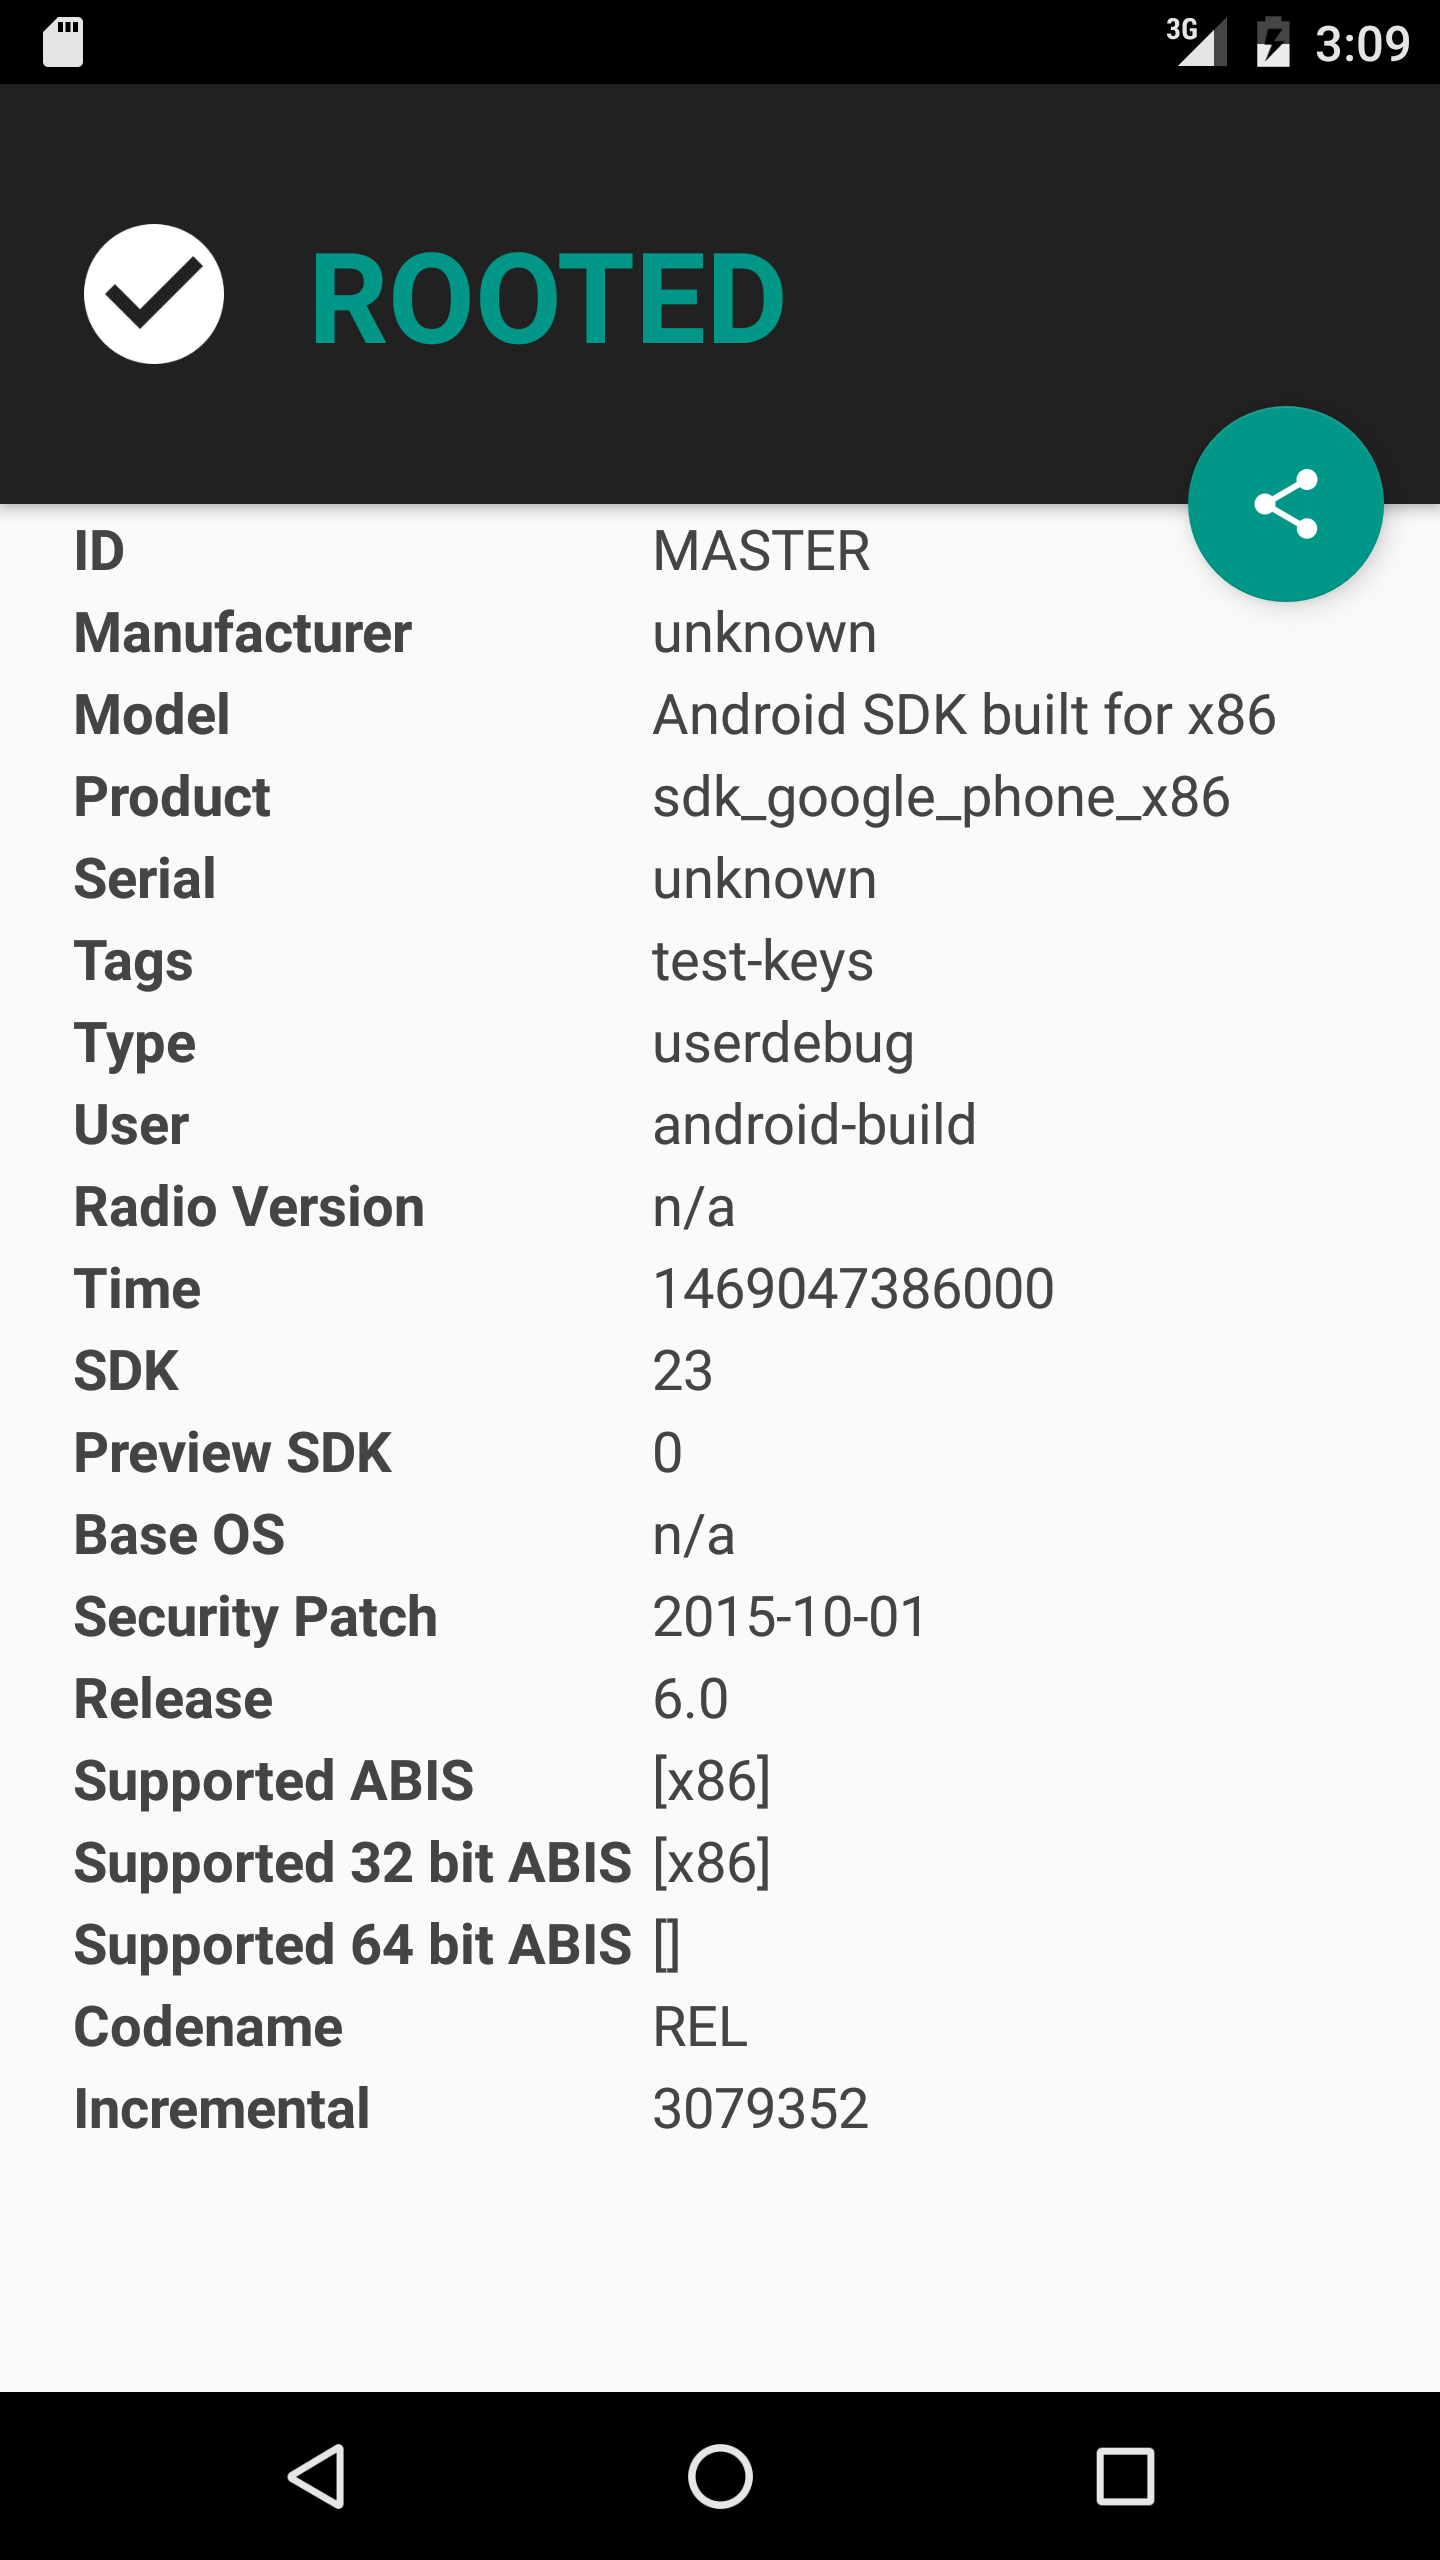 3G 3:09
ROOTED
ID MASTER
Manufacturer unknown
Model Android SDK built for x86
Product sdk_google_phone_x86
Serial unknown
Tags test-keys
Type userdebug
User android-build
Radio Version n/a
Time 1469047386000
SDK 23
Preview SDK 0
Base OS n/a
Security Patch 2015-10-01
Release 6.0
Supported ABIS [x86]
Supported 32 bit ABIS [x86]
Supported 64 bit ABIS []
Codename REL
Incremental 3079352